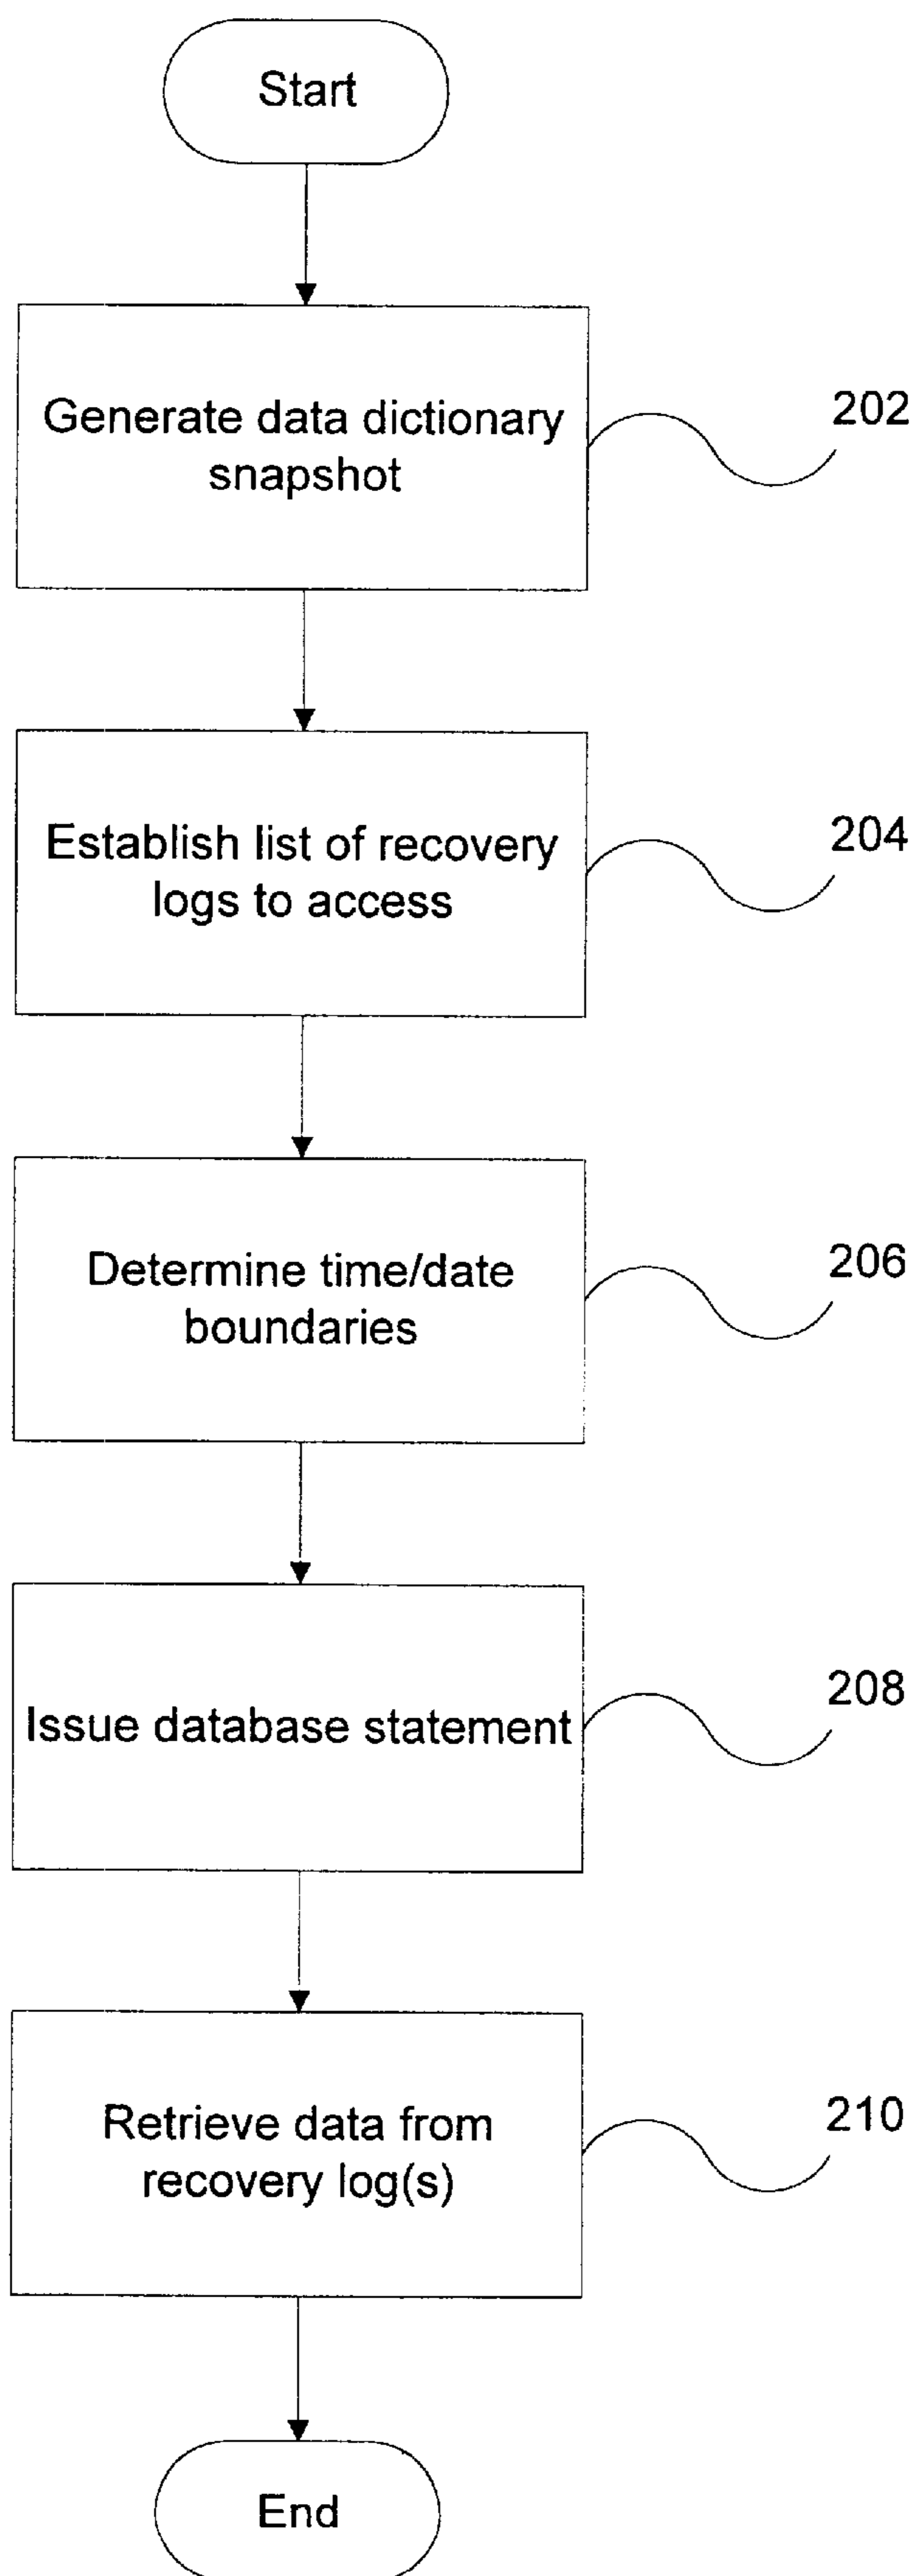 Start
Generate data dictionary
snapshot
202
Establish list of recovery
logs to access
204
Determine time/date
boundaries
206
Issue database statement
208
Retrieve data from
recovery log(s)
210
End